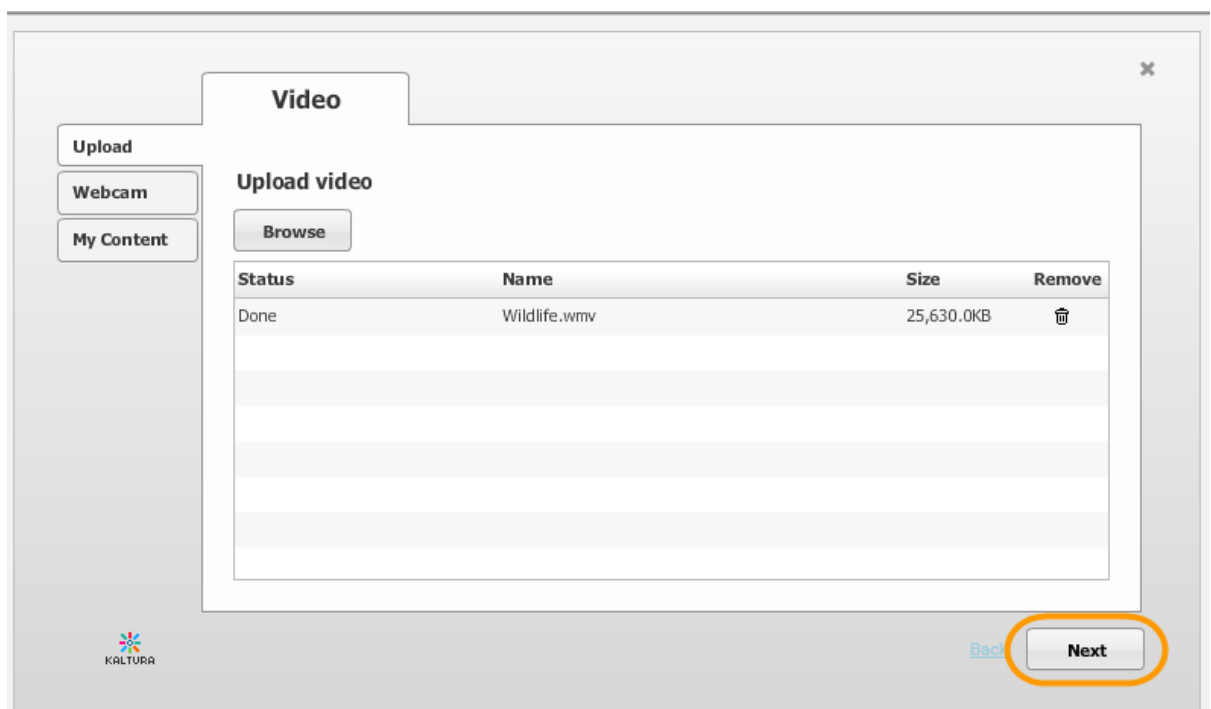 Video
Upload
Webcam
My Content
Upload video
Browse
Status Name Size Remove
Done Wildlife.wmv 25,630.0KB
KALTURA
Back Next